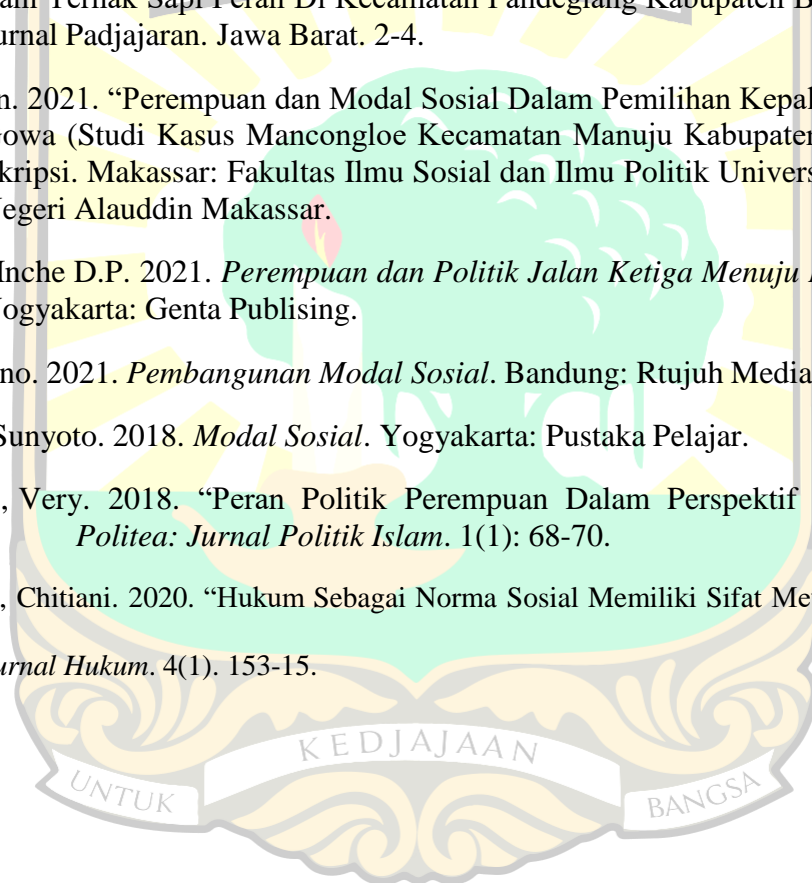 Ternak Sapi Perah Di Kecamatan Pandeglang Kabupaten
urnal Padjajaran. Jawa Barat. 2-4.
n. 2021. “Perempuan dan Modal Sosial Dalam Pemilihan Kepal
owa (Studi Kasus Mancongloe Kecamatan Manuju Kabupaten
kripsi. Makassar: Fakultas Ilmu Sosial dan Ilmu Politik Univers
Negeri Alauddin Makassar.
Inche D.P. 2021. Perempuan dan Politik Jalan Ketiga Menuju
Yogyakarta: Genta Publising.
no. 2021. Pembangunan Modal Sosial. Bandung: Rtujuh Media
Sunyoto. 2018. Modal Sosial. Yogyakarta: Pustaka Pelajar.
, Very. 2018. “Peran Politik Perempuan Dalam Perspektif
Politea: Jurnal Politik Islam. 1(1): 68-70.
, Chitiani. 2020. “Hukum Sebagai Norma Sosial Memiliki Sifat Me
urnal Hukum. 4(1). 153-15.
KEDJAJAAN
UNTUK BANGSA